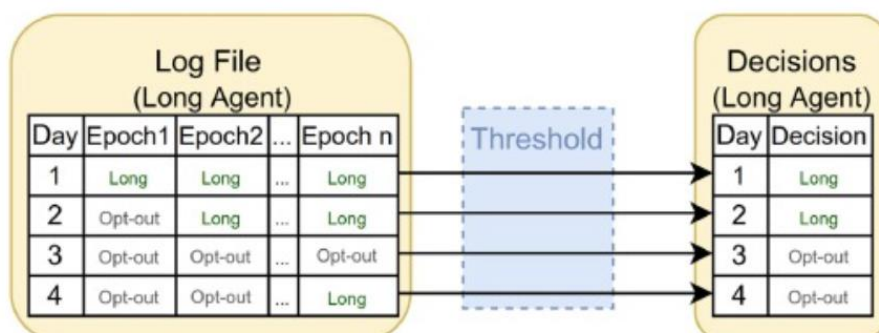 Log File
(Long Agent)
Day Epoch1 Epoch2 ... Epoch n
1 Long Long ... Long
2 Opt-out Long ... Long
3 Opt-out Opt-out ... Opt-out
4 Opt-out Opt-out ... Long
Threshold
Decisions
(Long Agent)
Day Decision
1 Long
2 Long
3 Opt-out
4 Opt-out